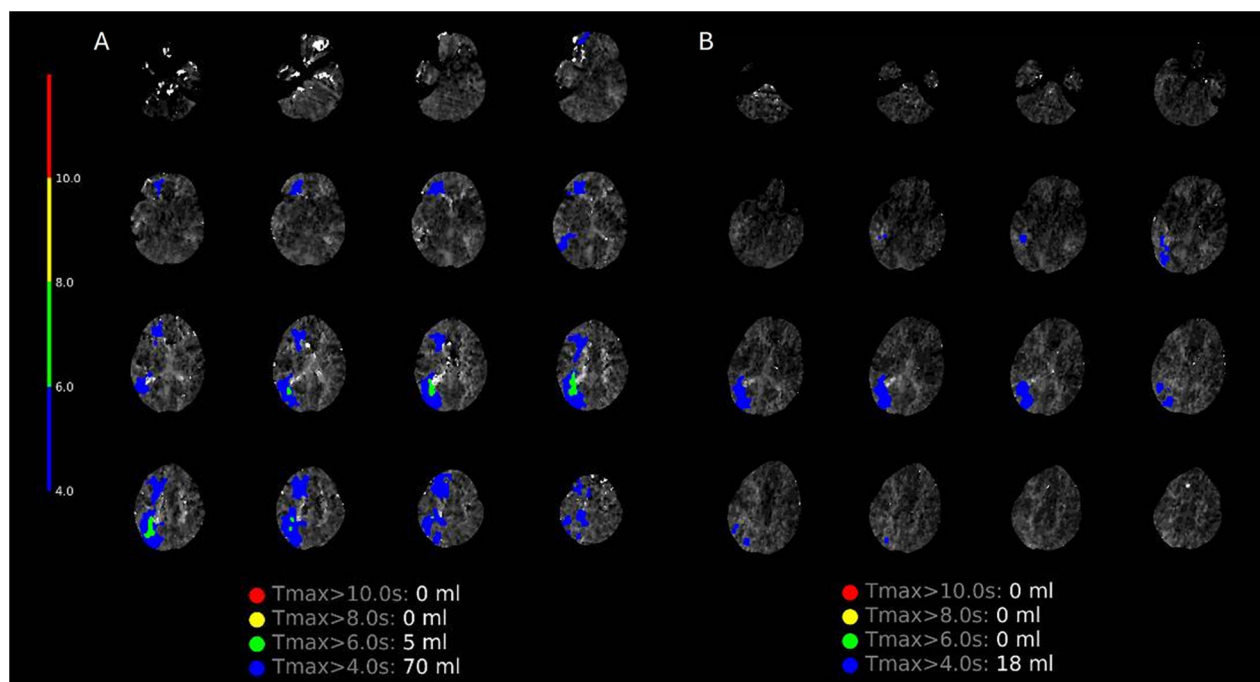 A
B
10.0
8.0
6.0
4.0
Tmax>10.0s: 0 ml
Tmax>8.0s: 0 ml
Tmax>6.0s: 5 ml
Tmax>4.0s: 70 ml
Tmax>10.0s: 0 ml
Tmax>8.0s: 0 ml
Tmax>6.0s: 0 ml
Tmax>4.0s: 18 ml